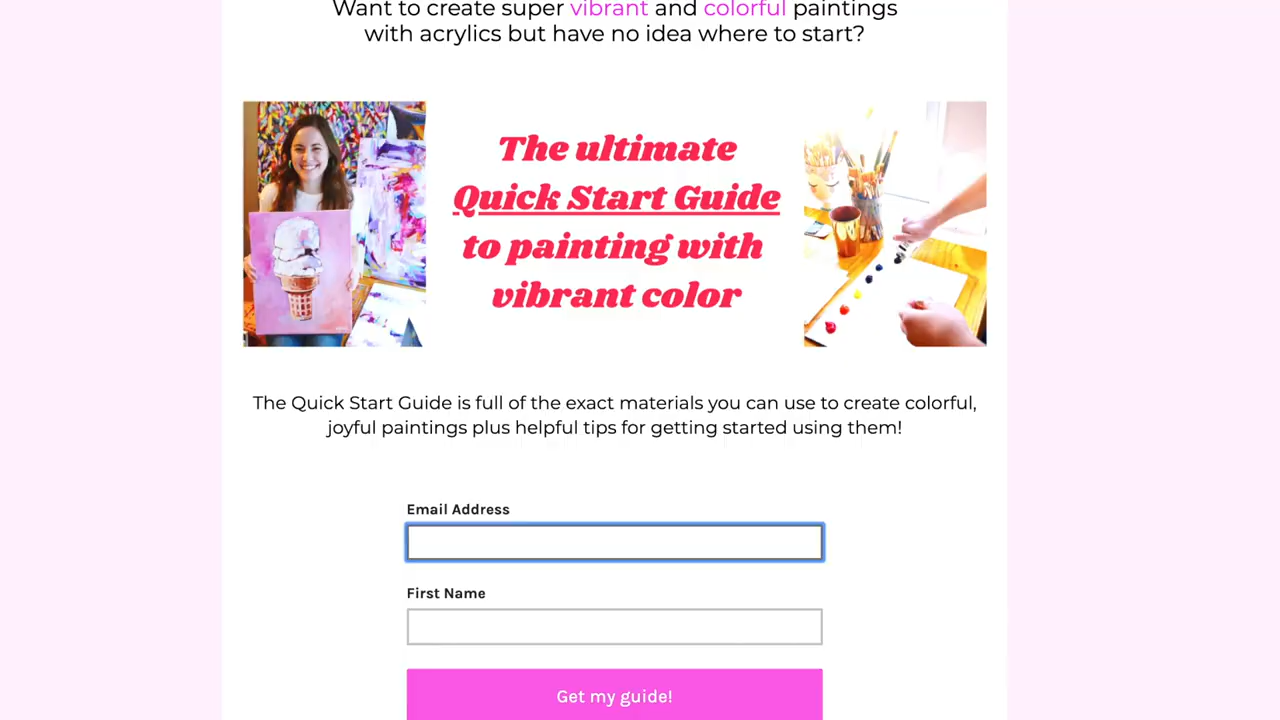 Want to create super vibrant and colorful paintings
with acrylics but have no idea where to start?
The ultimate
Quick Start Guide
to painting with
vibrant color
The Quick Start Guide is full of the exact materials you can use to create colorful,
joyful paintings plus helpful tips for getting started using them!
Email Address
First Name
Get my guide!